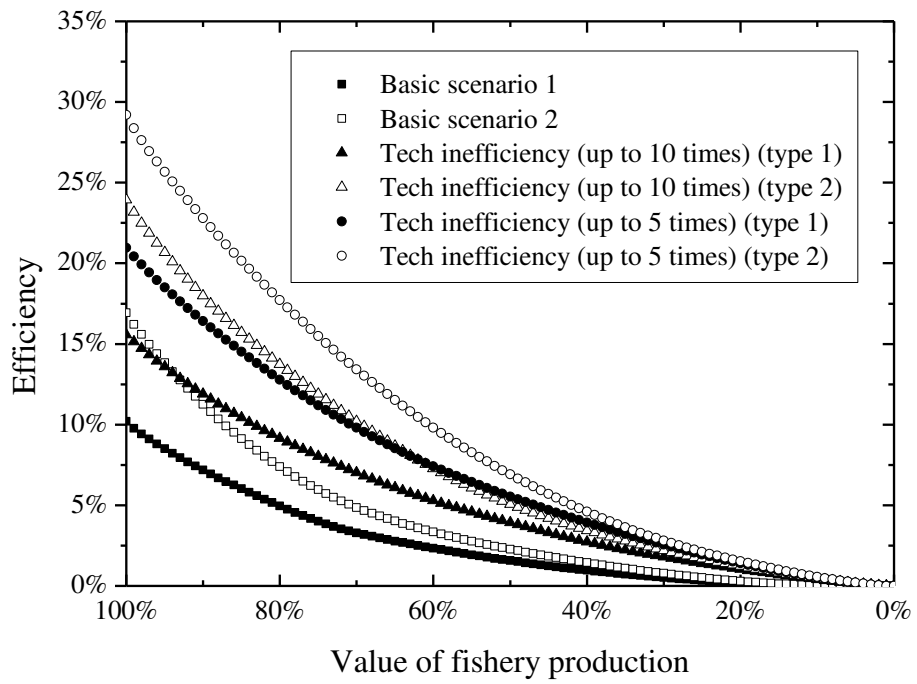 35%
30%
25%
20%
15%
10%
5%
0%
Efficiency
Basic scenario 1
Basic scenario 2
Tech inefficiency (up to 10 times) (type 1)
Tech inefficiency (up to 10 times) (type 2)
Tech inefficiency (up to 5 times) (type 1)
Tech inefficiency (up to 5 times) (type 2)
100% 80% 60% 40% 20% 0%
Value of fishery production